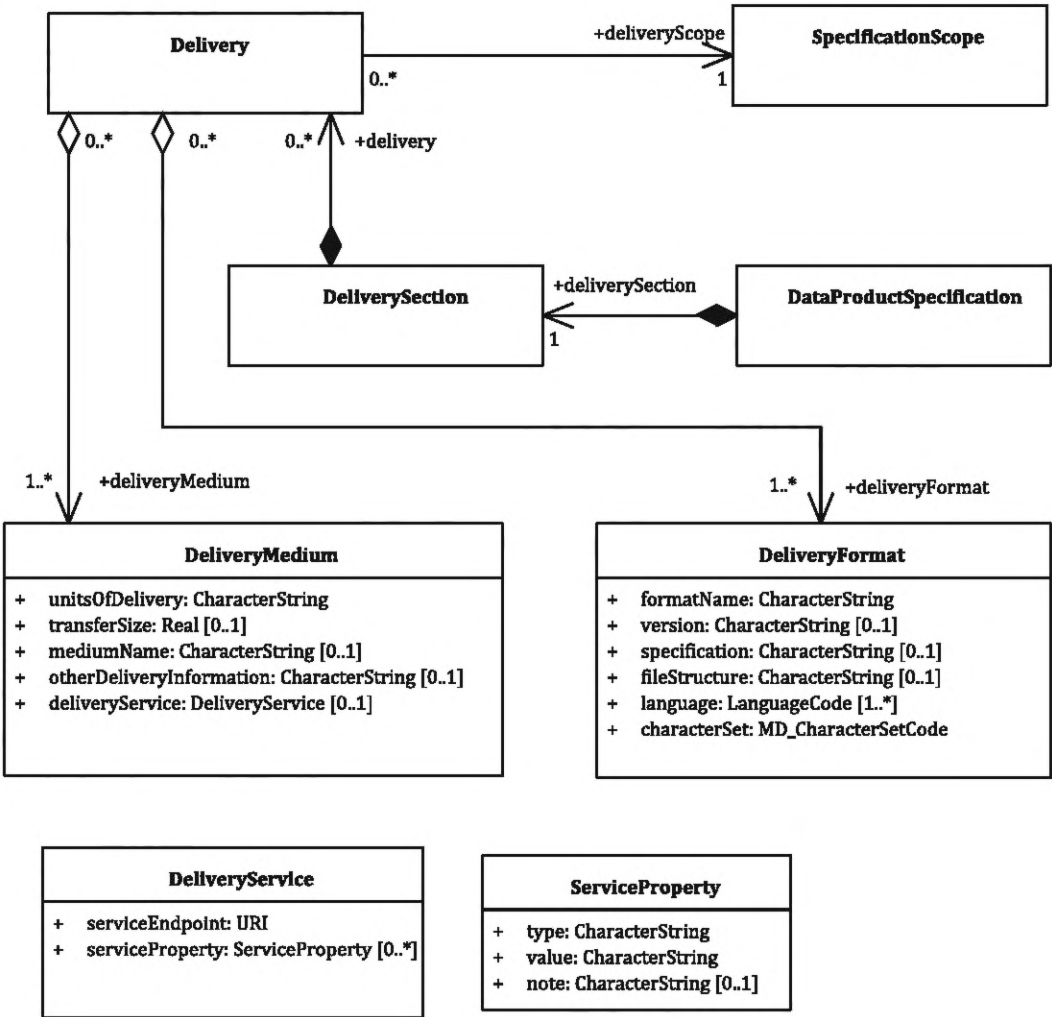 Delivery
SpecificationScope
+deliveryScope
0..*
1
0..*
0..*
0..*
+delivery
DeliverySection
+deliverySection
1
DataProductSpecification
1..*
+deliveryMedium
1..*
+deliveryFormat
DeliveryMedium
+ unitsOfDelivery: CharacterString
+ transferSize: Real [0..1]
+ mediumName: CharacterString [0..1]
+ otherDeliveryInformation: CharacterString [0..1]
+ deliveryService: DeliveryService [0..1]
DeliveryFormat
+ formatName: CharacterString
+ version: CharacterString [0..1]
+ specification: CharacterString [0..1]
+ fileStructure: CharacterString [0..1]
+ language: LanguageCode [1..*]
+ characterSet: MD_CharacterSetCode
DeliveryService
+ serviceEndpoint: URI
+ serviceProperty: ServiceProperty [0..*]
ServiceProperty
+ type: CharacterString
+ value: CharacterString
+ note: CharacterString [0..1]